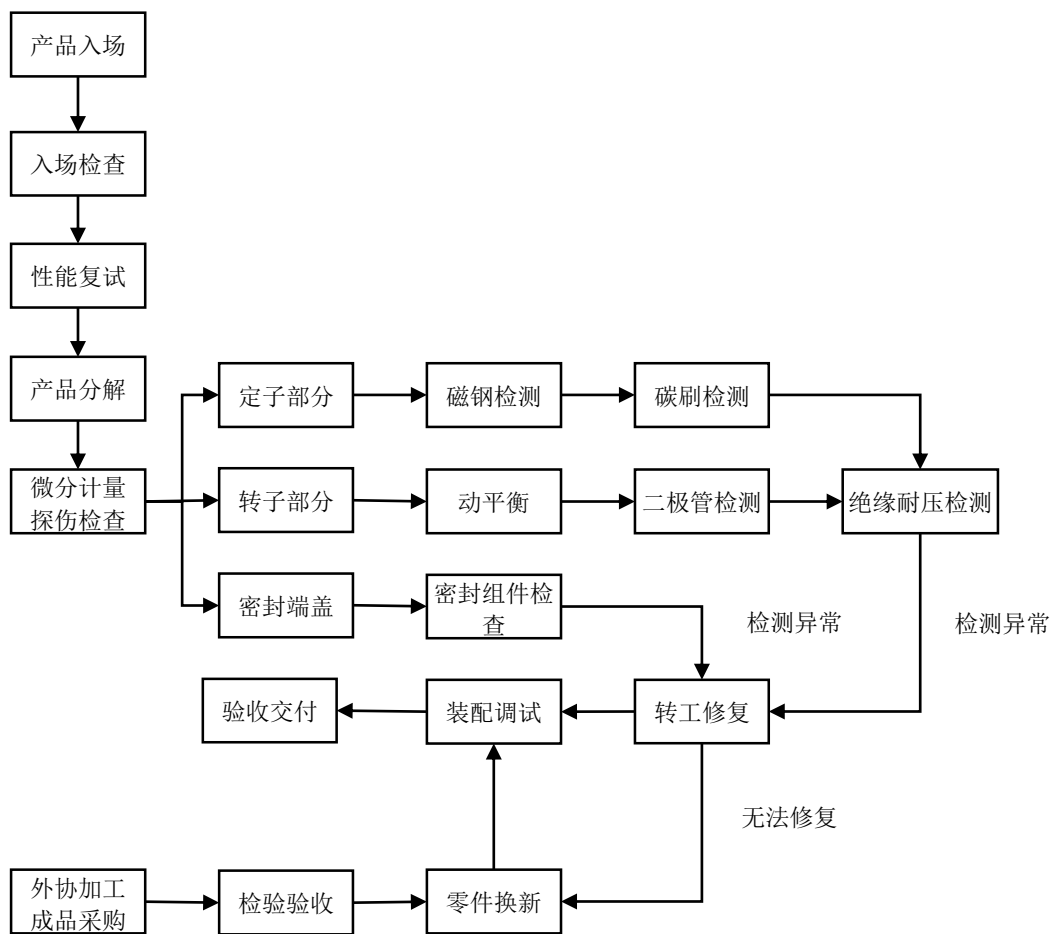 产品入场
入场检查
性能复试
产品分解
定子部分
磁钢检测
碳刷检测
微分计量
探伤检查
转子部分
动平衡
二极管检测
绝缘耐压检测
密封端盖
密封组件检
查
检测异常
检测异常
验收交付
装配调试
转工修复
无法修复
外协加工
成品采购
检验验收
零件换新